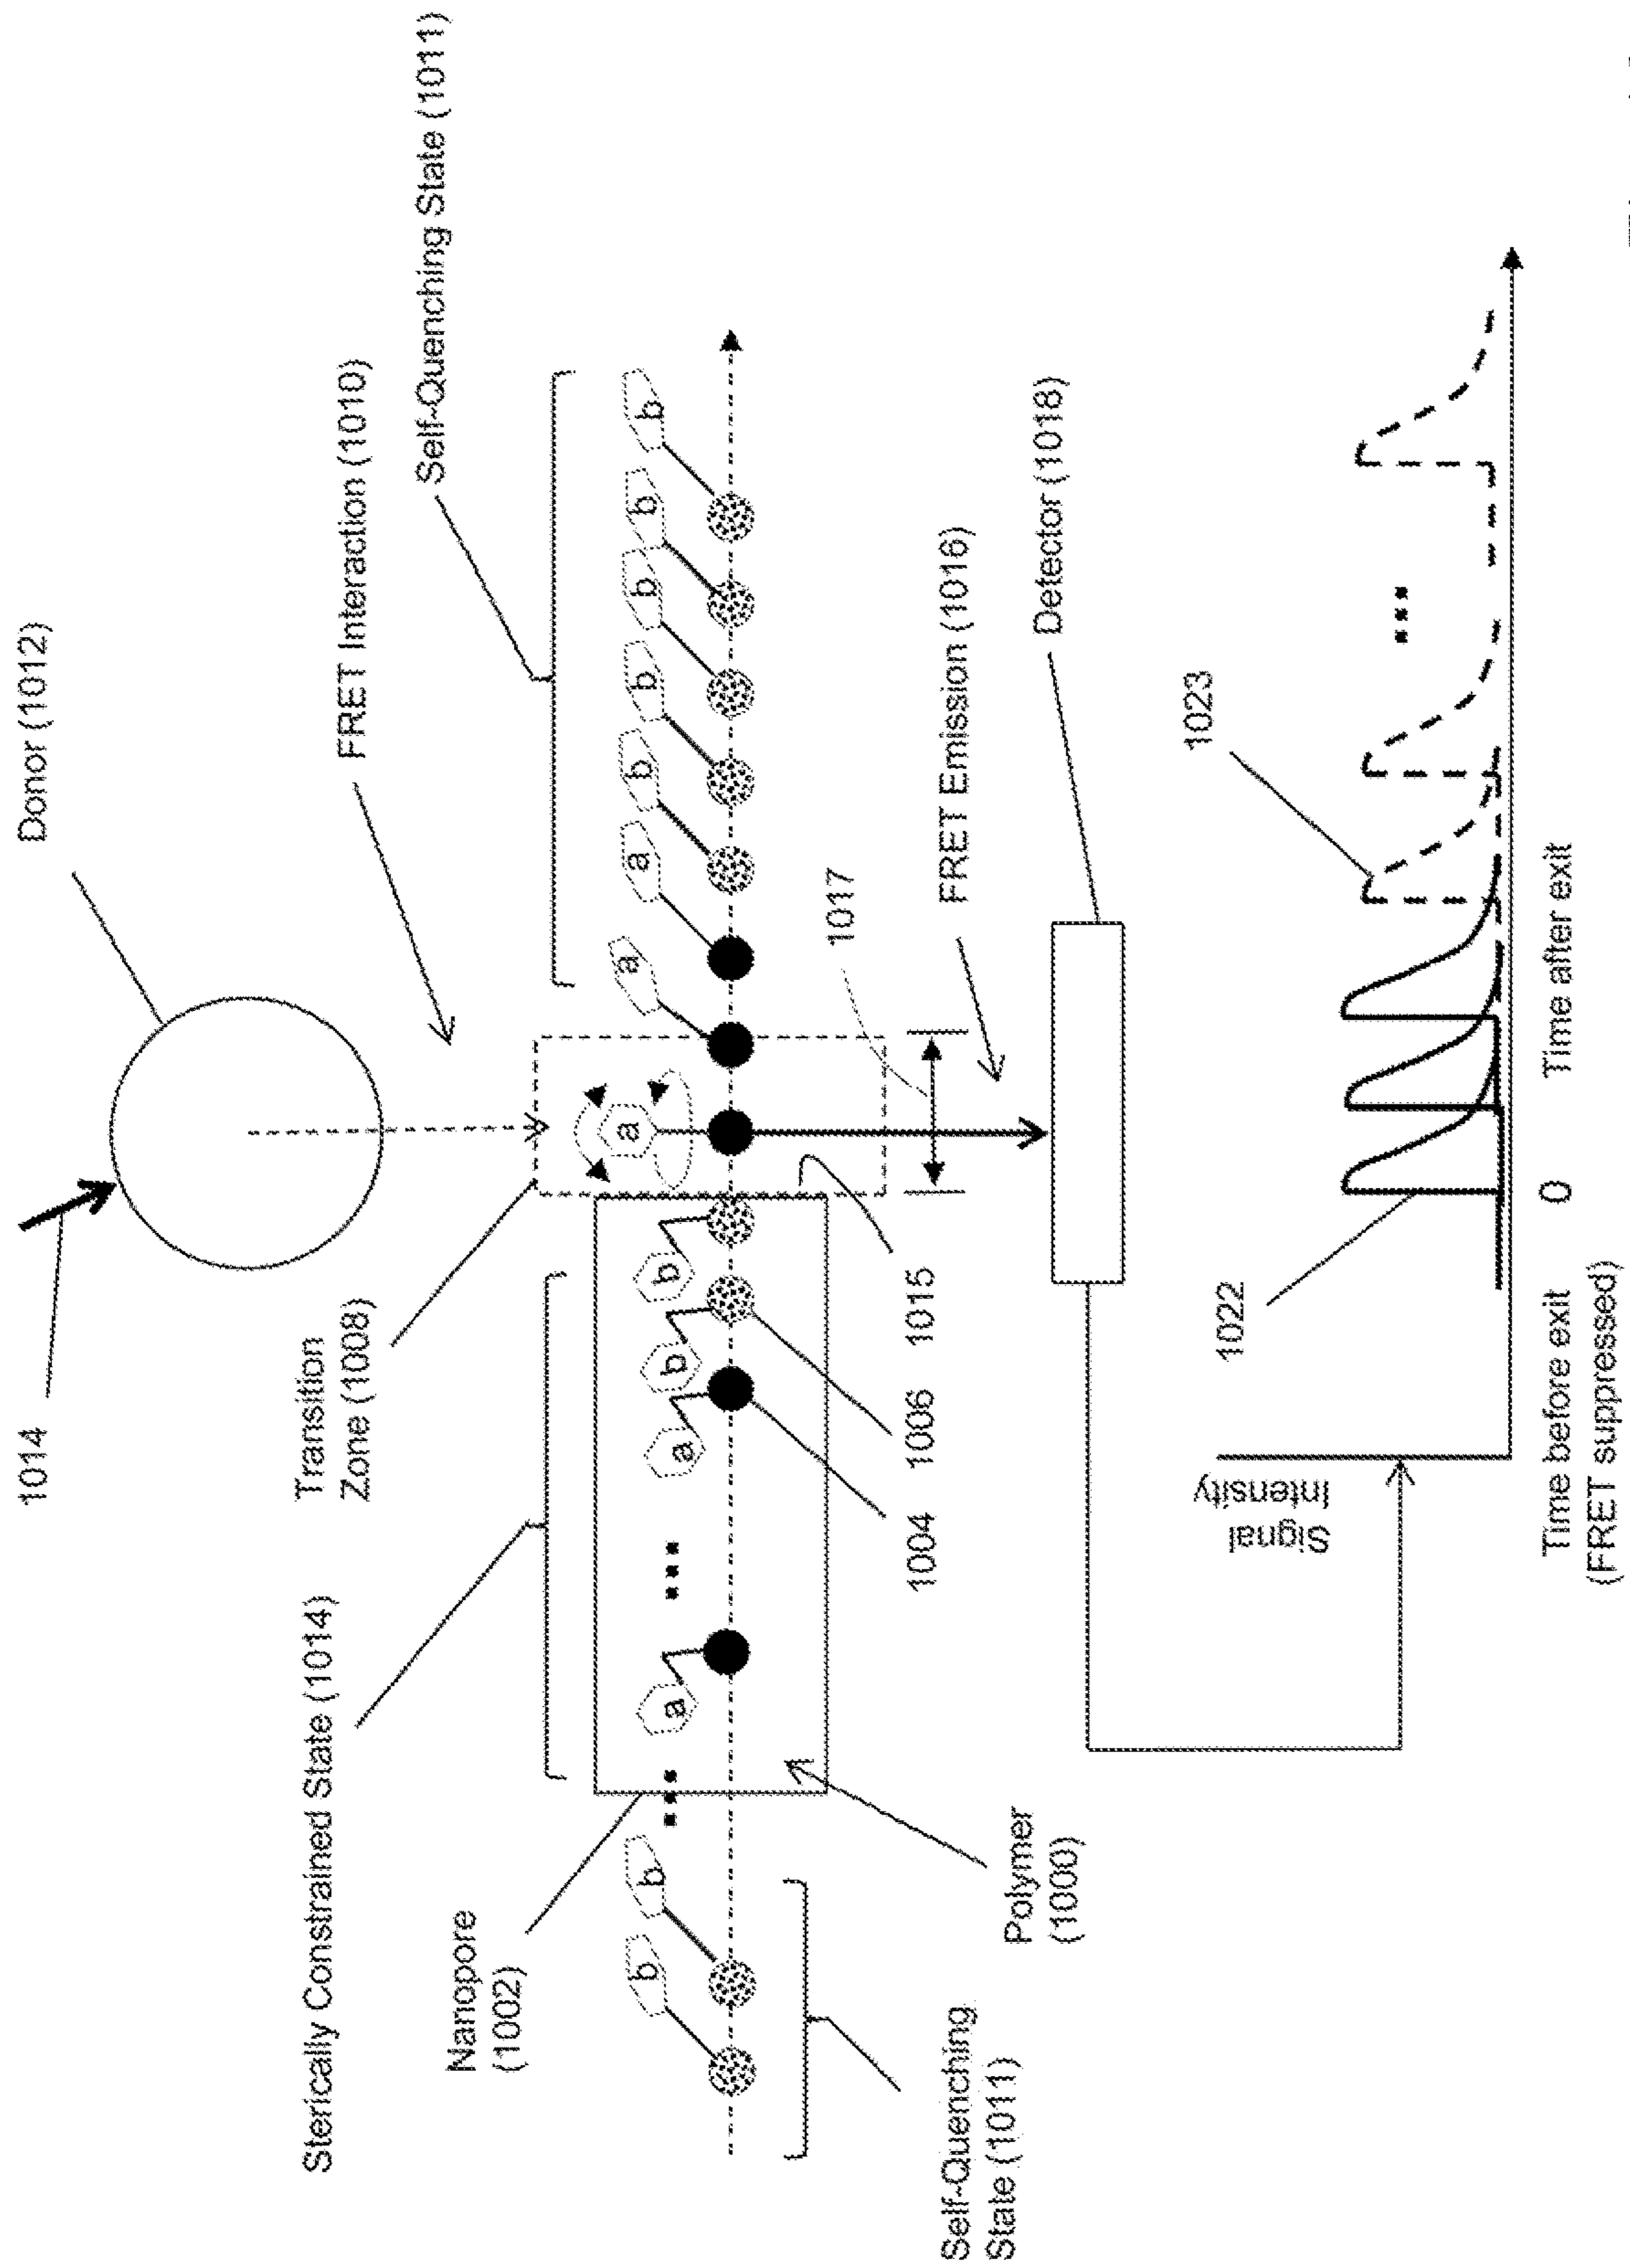 1014
Donor (1012)
FRET Interaction (1010)
Transition
Zone (1008)
Self-Quenching State (1011)
Sterically Constrained State (1014)
Nanopore
(1002)
b
b
a
a
b
b
a
a
a
b
b
b
b
b
Self-Quenching
State (1011)
Polymer
(1000)
1004
1006
1015
1017
FRET Emission (1016)
Detector (1018)
1022
1023
Signal
Intensity
Time before exit
(FRET suppressed)
0
Time after exit